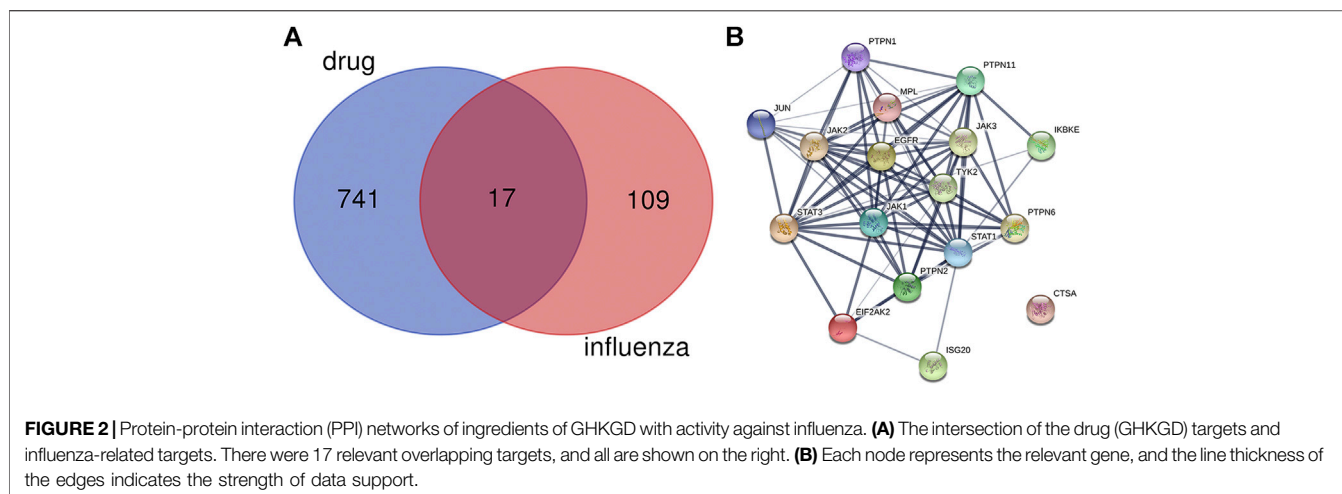 A
drug
741
17
109
influenza
B
PTPN1
PTPN11
MPL
JUN
JAK2
JAK3
IKBKE
EGFR
TYK2
STAT3
JAK1
PTPN6
STAT1
PTPN2
CTSA
EIF2AK2
ISG20
FIGURE 2 | Protein-protein interaction (PPI) networks of ingredients of GHKGD with activity against influenza. (A) The intersection of the drug (GHKGD) targets and
influenza-related targets. There were 17 relevant overlapping targets, and all are shown on the right. (B) Each node represents the relevant gene, and the line thickness of
the edges indicates the strength of data support.